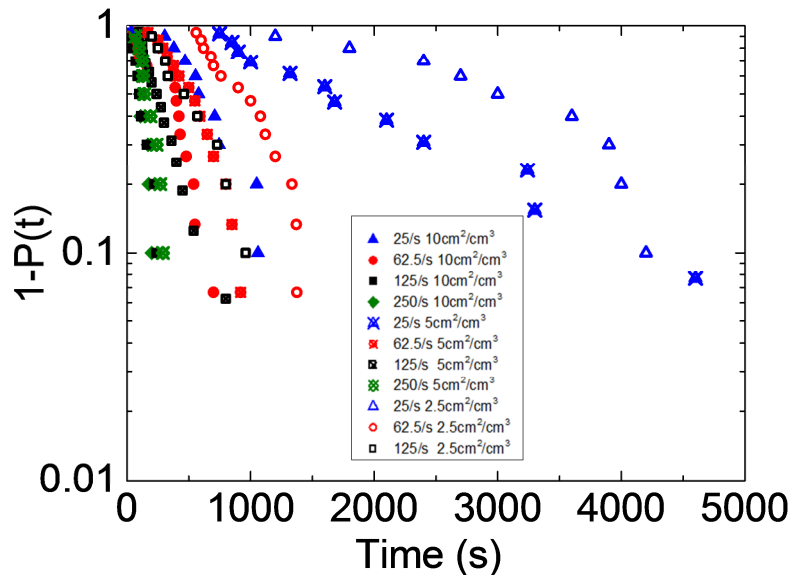 1
0.1
0.01
1-P(t)
25/s 10cm²/cm³
62.5/s 10cm²/cm³
125/s 10cm²/cm³
250/s 10cm²/cm³
25/s 5cm²/cm³
62.5/s 5cm²/cm³
125/s 5cm²/cm³
250/s 5cm²/cm³
25/s 2.5cm²/cm³
62.5/s 2.5cm²/cm³
125/s 2.5cm²/cm³
0 1000 2000 3000 4000 5000
Time (s)